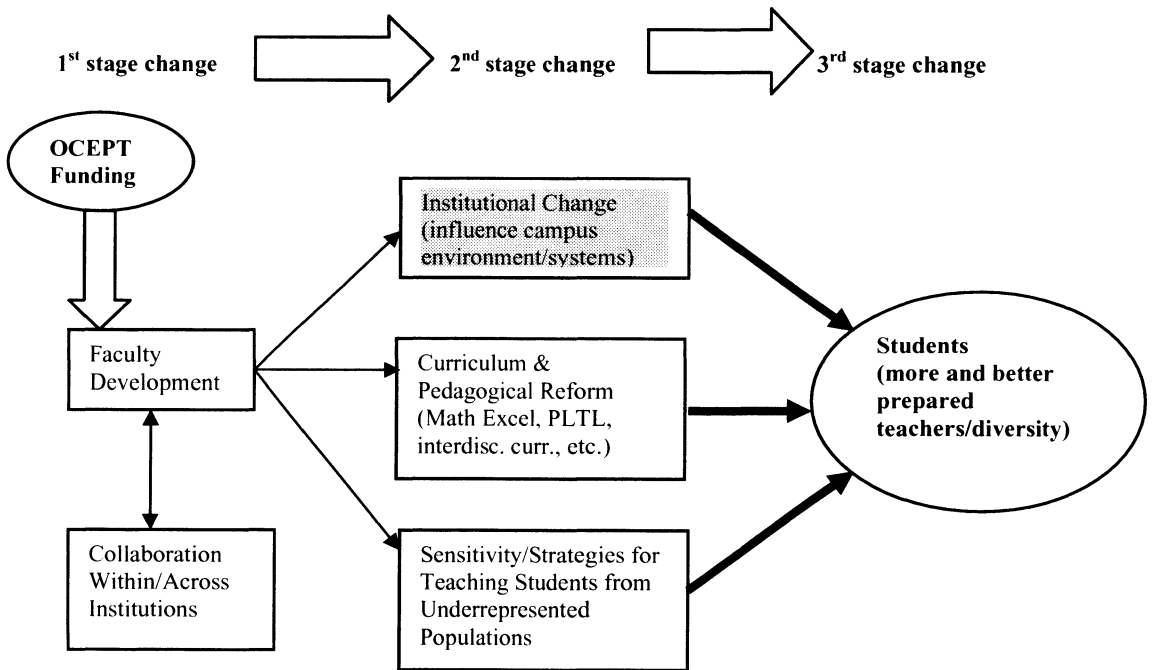 1st stage change
2nd stage change
3rd stage change
OCEPT
Funding
Faculty
Development
Collaboration
Within/Across
Institutions
Institutional Change
(influence campus
environment/systems)
Curriculum &
Pedagogical Reform
(Math Excel, PLTL,
interdisc. curr., etc.)
Sensitivity/Strategies for
Teaching Students from
Underrepresented
Populations
Students
(more and better
prepared
teachers/diversity)